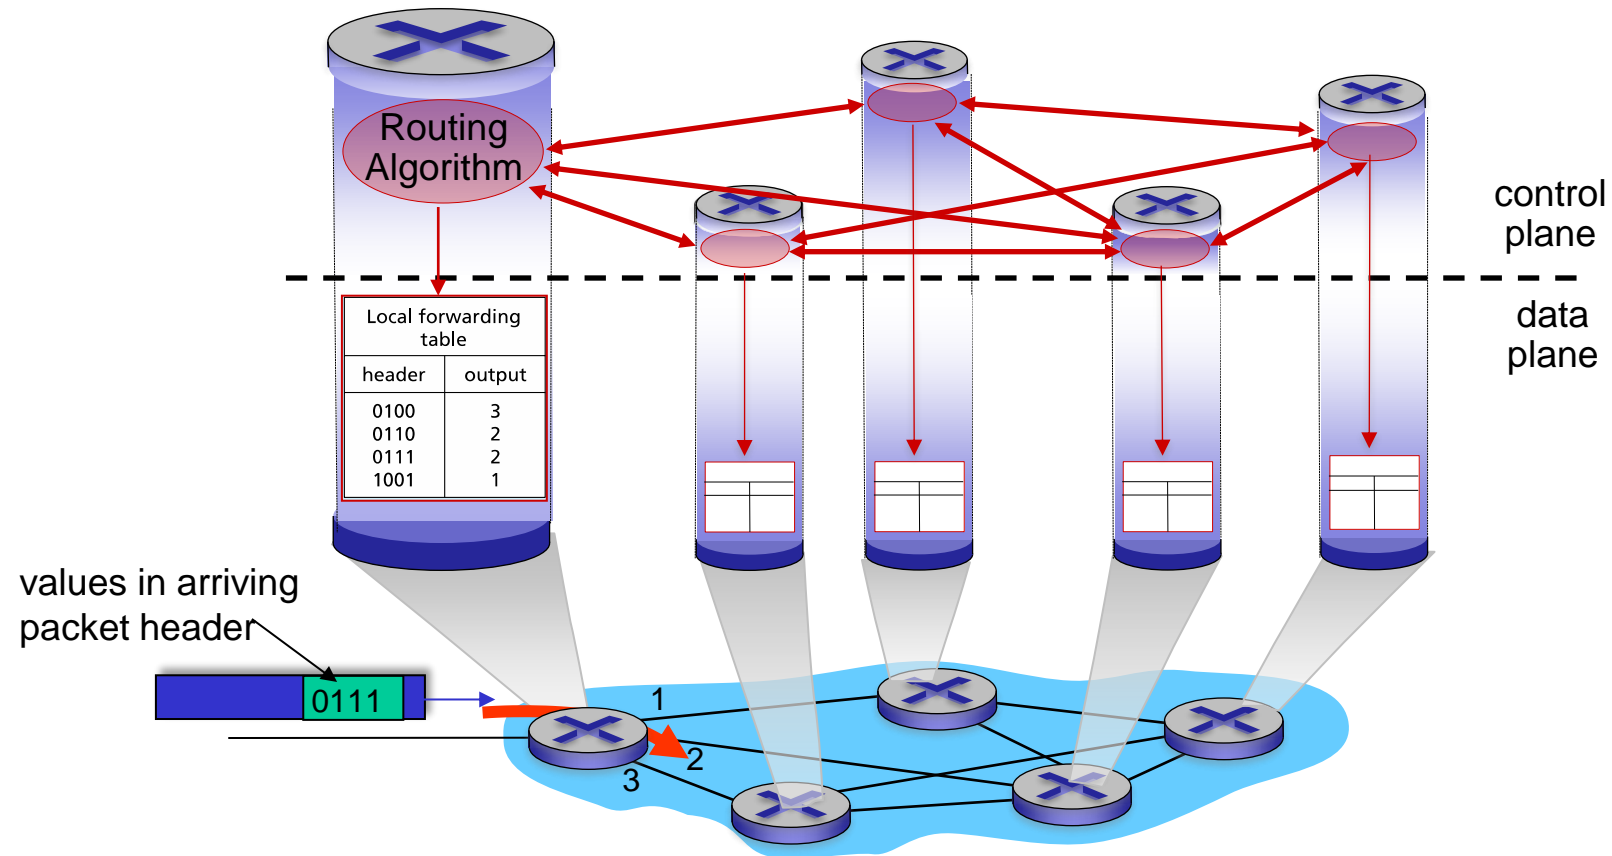 Routing
Algorithm
control
plane
data
plane
Local forwarding
table
header output
0100 3
0110 2
0111 2
1001 1
values in arriving
packet header
0111
1
2
3